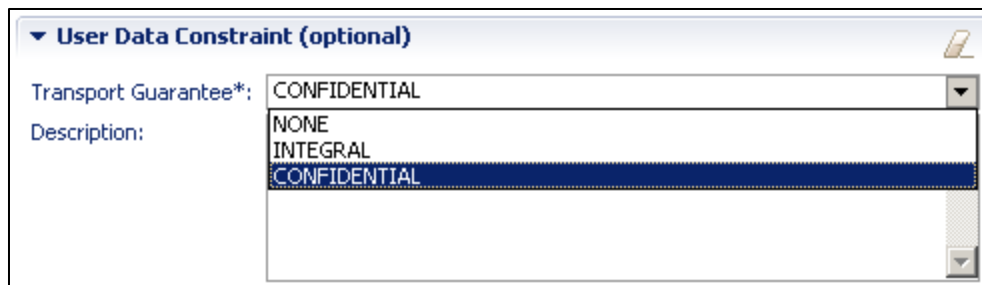 User Data Constraint (optional)
Transport Guarantee*: CONFIDENTIAL
Description:
NONE
INTEGRAL
CONFIDENTIAL